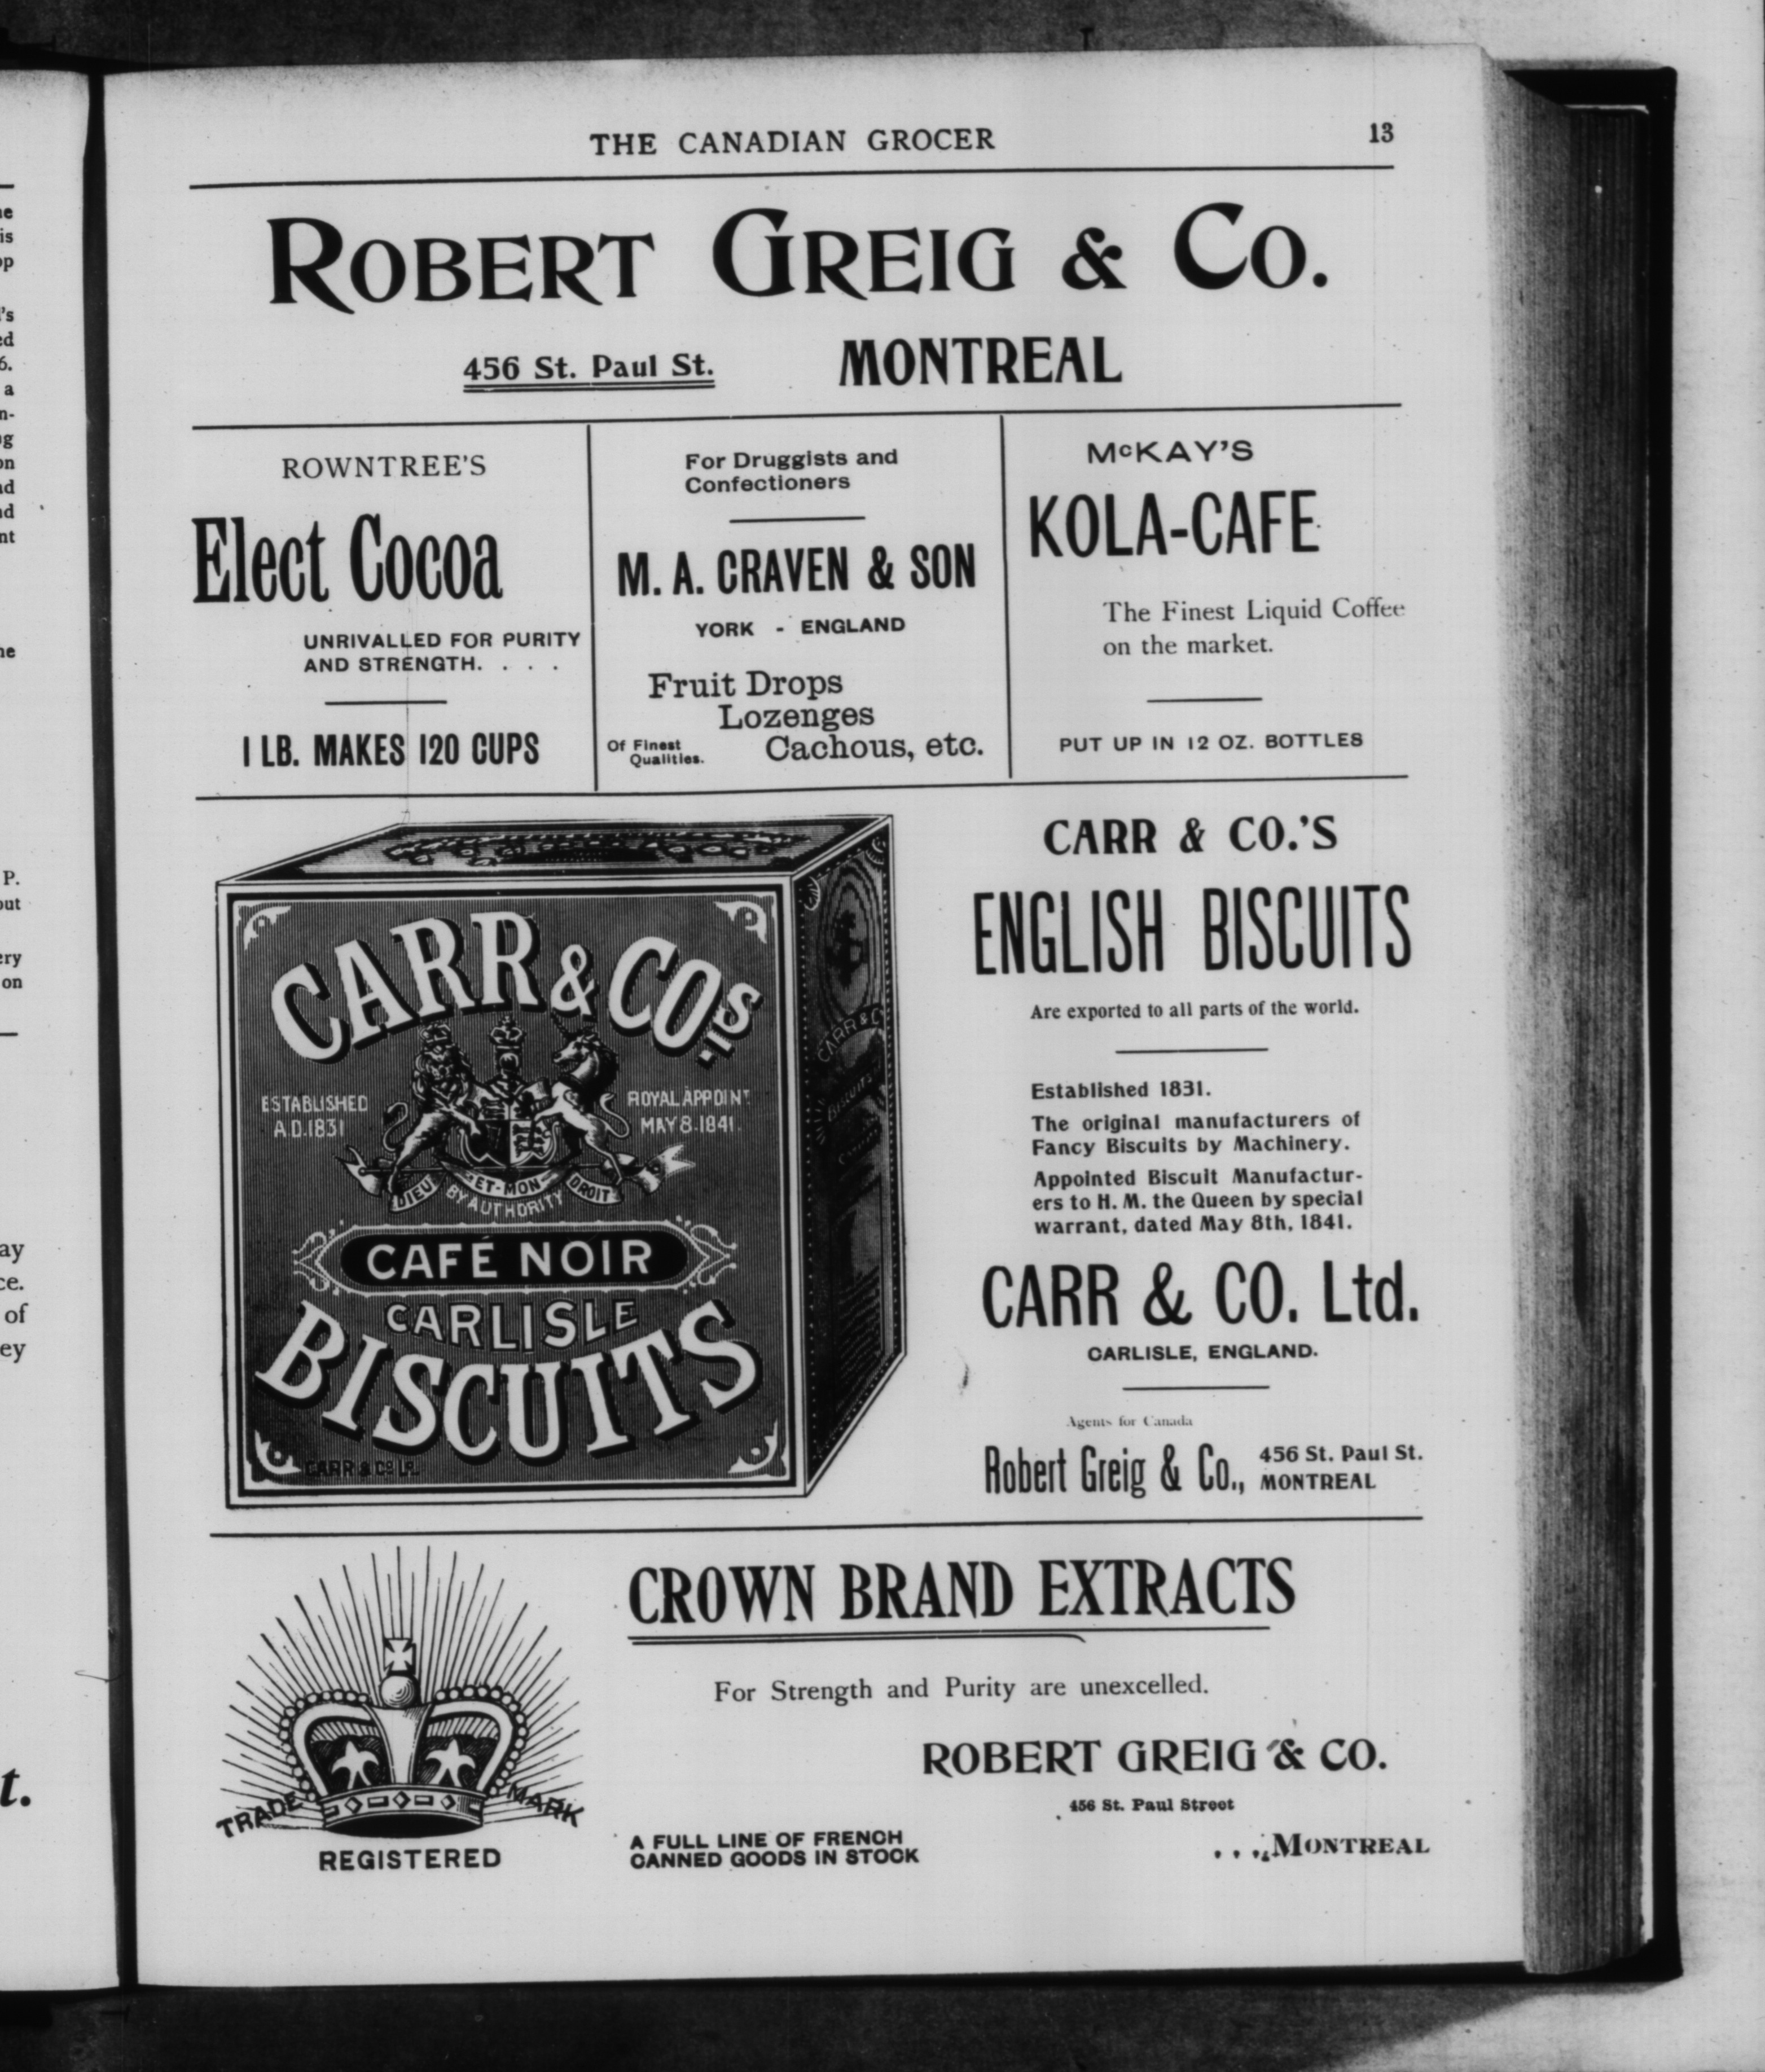 THE CANADIAN GROCER
13
ROBERT GREIG & CO.
456 St. Paul St.
MONTREAL
ROWNTREE'S
Elect Cocoa
UNRIVALLED FOR PURITY
AND STRENGTH. . . .
1 LB. MAKES 120 CUPS
For Druggists and
Confectioners
M. A. CRAVEN & SON
YORK - ENGLAND
Fruit Drops
Lozenges
Cachous, etc.
Of Finest
Qualities.
McKAY'S
KOLA-CAFE
The Finest Liquid Coffee
on the market.
PUT UP IN 12 OZ. BOTTLES
CARR & CO'S.
ESTABLISHED
A.D. 1831
ROYAL APPOINT
MAY 8. 1841.
DIEU ET MON DROIT
BY AUTHORITY
CAFÉ NOIR
CARLISLE
BISCUITS
CARR & Co Ld.
CARR & C
Biscuits
CARR & CO.'S
ENGLISH BISCUITS
Are exported to all parts of the world.
Established 1831.
The original manufacturers of
Fancy Biscuits by Machinery.
Appointed Biscuit Manufactur-
ers to H. M. the Queen by special
warrant, dated May 8th, 1841.
CARR & CO. Ltd.
CARLISLE, ENGLAND.
Agents for Canada
Robert Greig & Co., 456 St. Paul St.
MONTREAL
CROWN BRAND EXTRACTS
For Strength and Purity are unexcelled.
ROBERT GREIG & CO.
456 St. Paul Street
. . . MONTREAL
A FULL LINE OF FRENCH
CANNED GOODS IN STOCK
TRADE MARK
REGISTERED